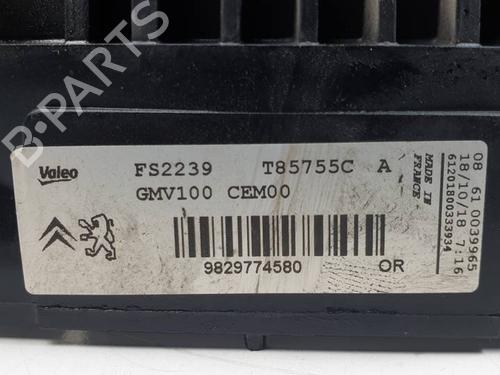 Valeo
FS2239 T85755C A
GMV100 CEM00
9829774580 OR
MADE IN
FRANCE
08 61 0039965
18/10/18 7:16
61201800333934
B-PARTS